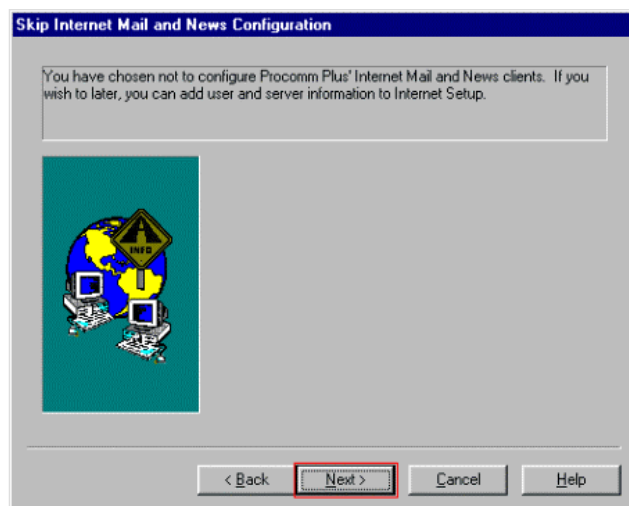 Skip Internet Mail and News Configuration
You have chosen not to configure Procomm Plus' Internet Mail and News clients. If you
wish to later, you can add user and server information to Internet Setup.
INFO
< Back
Next >
Cancel
Help